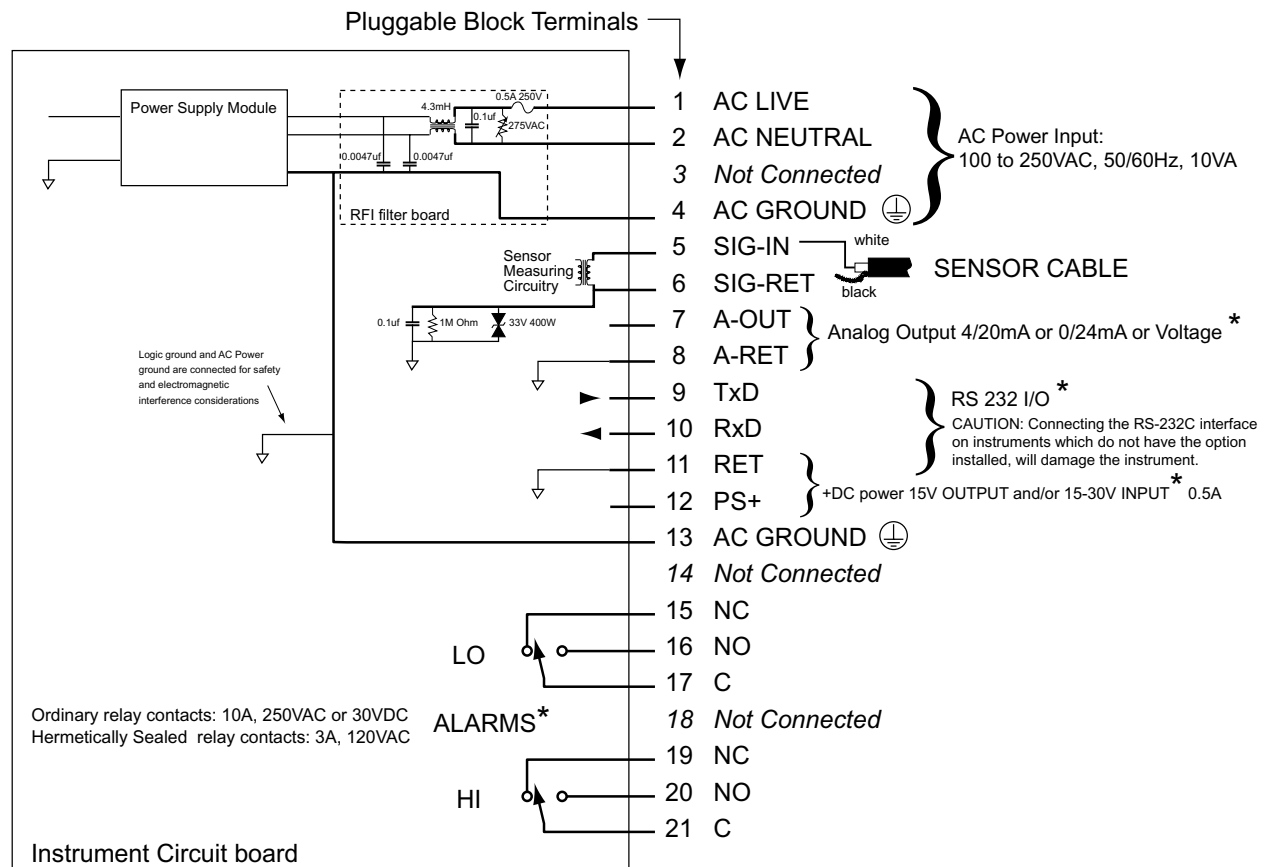 Pluggable Block Terminals
Power Supply Module
4.3mH
0.5A 250V
0.1uf
275VAC
0.0047uf
0.0047uf
RFI filter board
1 AC LIVE
2 AC NEUTRAL
3 Not Connected
4 AC GROUND
AC Power Input:
100 to 250VAC, 50/60Hz, 10VA
Sensor
Measuring
Circuitry
5 SIG-IN
white
6 SIG-RET
black
SENSOR CABLE
0.1uf
1M Ohm
33V 400W
7 A-OUT
8 A-RET
Analog Output 4/20mA or 0/24mA or Voltage *
Logic ground and AC Power
ground are connected for safety
and electromagnetic
interference considerations
9 TxD
10 RxD
RS 232 I/O *
CAUTION: Connecting the RS-232C interface
on instruments which do not have the option
installed, will damage the instrument.
11 RET
12 PS+
+DC power 15V OUTPUT and/or 15-30V INPUT * 0.5A
13 AC GROUND
14 Not Connected
15 NC
16 NO
17 C
LO
Ordinary relay contacts: 10A, 250VAC or 30VDC
Hermetically Sealed relay contacts: 3A, 120VAC
ALARMS*
18 Not Connected
19 NC
20 NO
21 C
HI
Instrument Circuit board